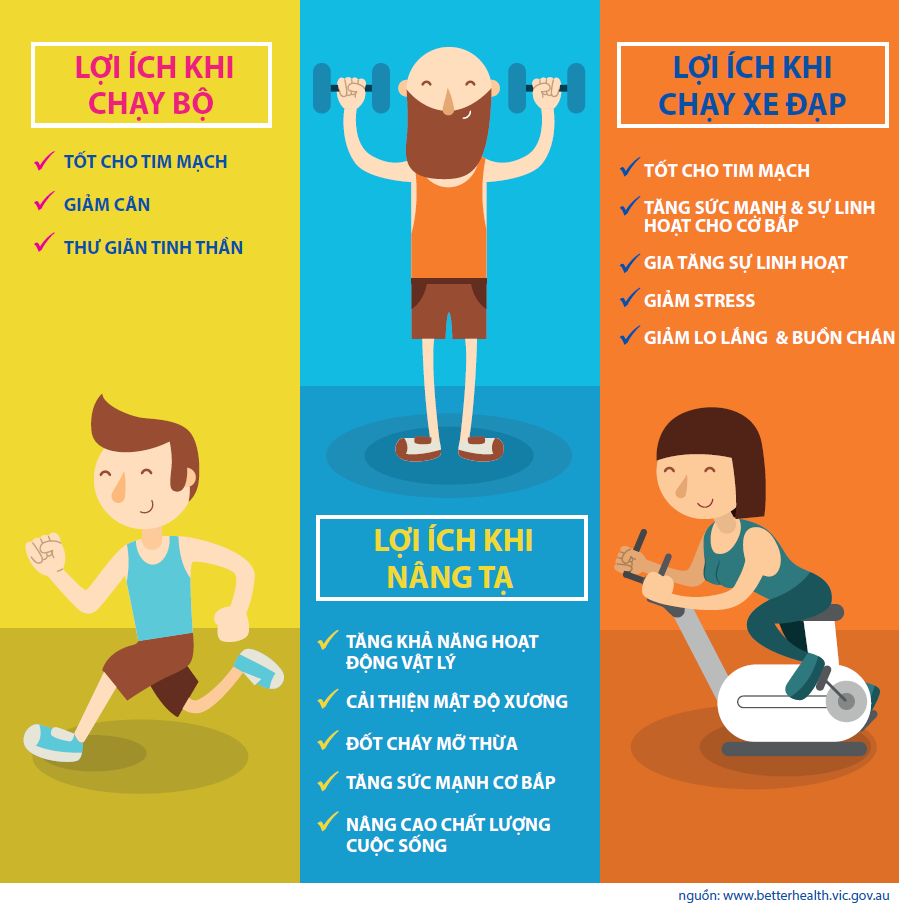 LỢI ÍCH KHI
CHẠY BỘ
TỐT CHO TIM MẠCH
GIẢM CÂN
THƯ GIÃN TINH THẦN
LỢI ÍCH KHI
NÂNG TẠ
TĂNG KHẢ NĂNG HOẠT
ĐỘNG VẬT LÝ
CẢI THIỆN MẬT ĐỘ XƯƠNG
ĐỐT CHÁY MỠ THỪA
TĂNG SỨC MẠNH CƠ BẮP
NÂNG CAO CHẤT LƯỢNG
CUỘC SỐNG
LỢI ÍCH KHI
CHẠY XE ĐẠP
TỐT CHO TIM MẠCH
TĂNG SỨC MẠNH & SỰ LINH
HOẠT CHO CƠ BẮP
GIA TĂNG SỰ LINH HOẠT
GIẢM STRESS
GIẢM LO LẮNG & BUỒN CHÁN
nguồn: www.betterhealth.vic.gov.au